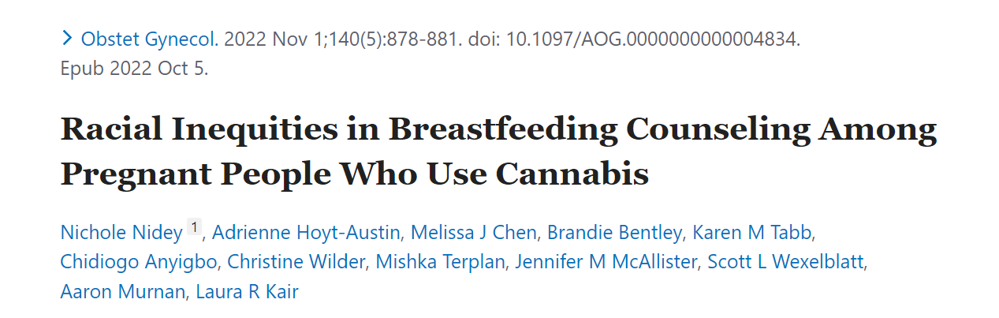 > Obstet Gynecol. 2022 Nov 1;140(5):878-881. doi: 10.1097/AOG.0000000000004834.
Epub 2022 Oct 5.
Racial Inequities in Breastfeeding Counseling Among
Pregnant People Who Use Cannabis
Nichole Nidey 1, Adrienne Hoyt-Austin, Melissa J Chen, Brandie Bentley, Karen M Tabb,
Chidiogo Anyigbo, Christine Wilder, Mishka Terplan, Jennifer M McAllister, Scott L Wexelblatt,
Aaron Murnan, Laura R Kair